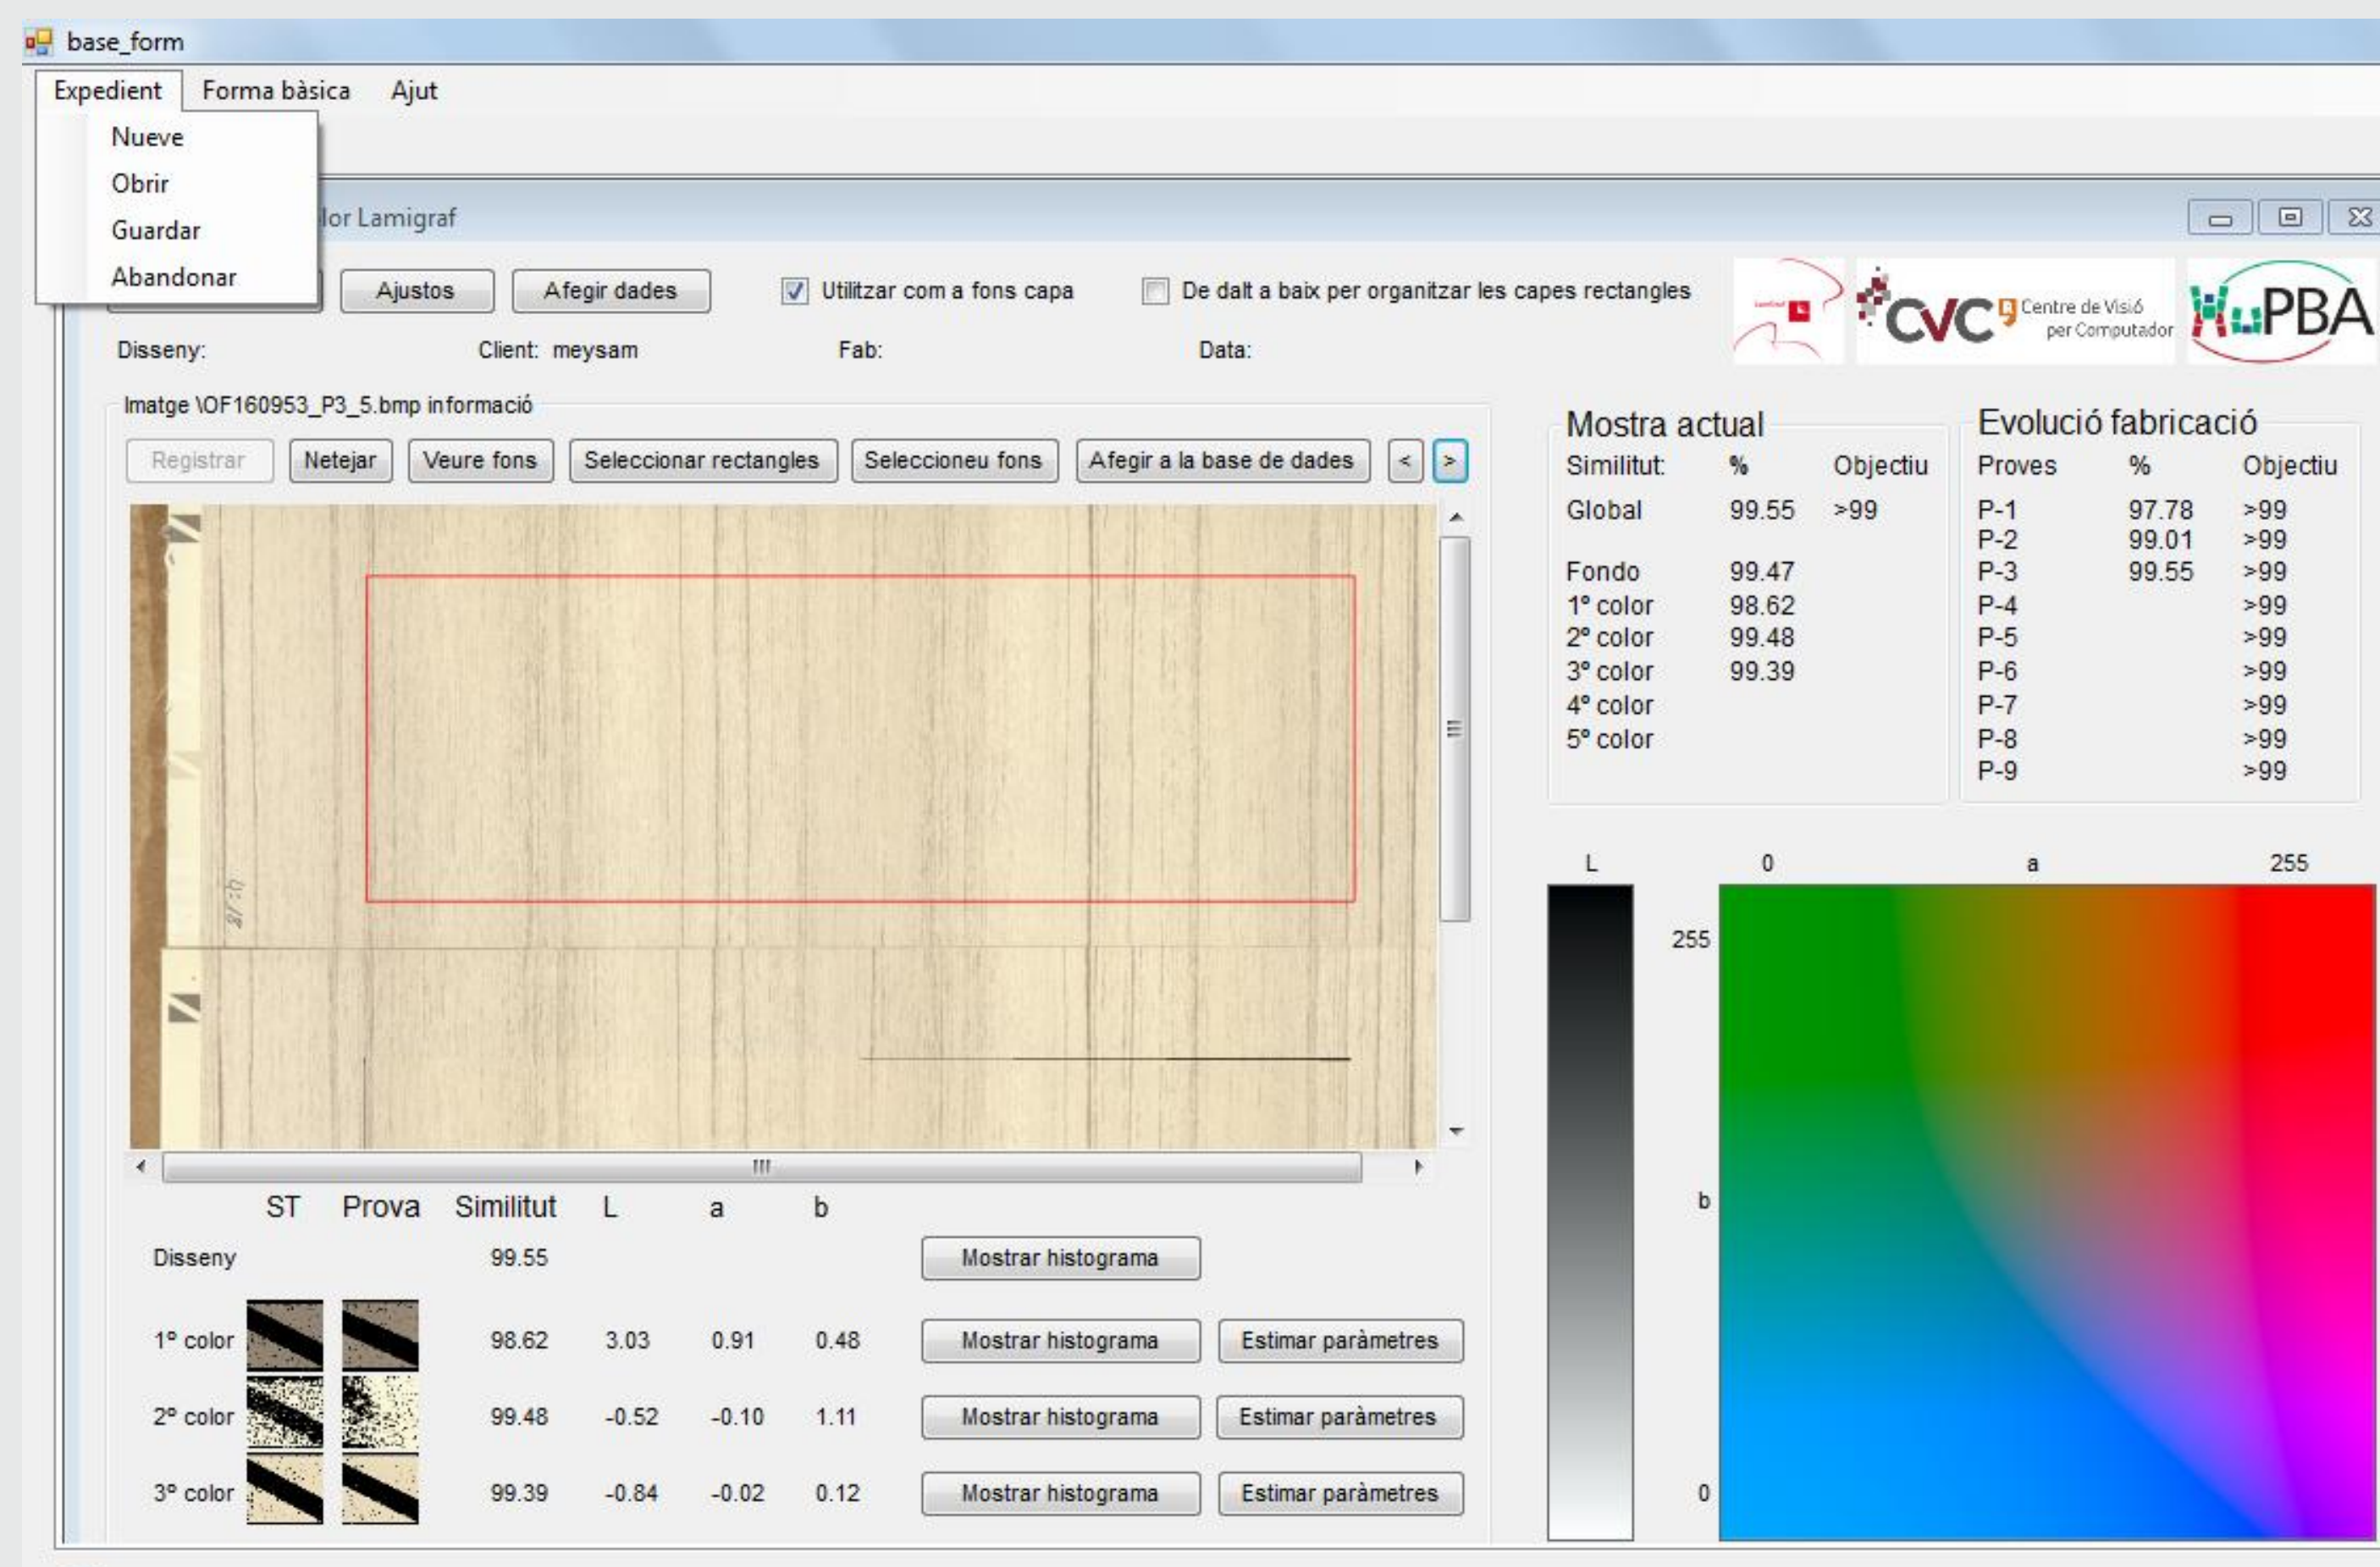 base_form
Expedient Forma bàsica Ajut
Nueve
Obrir
Guardar
Abandonar
lor Lamigraf
Ajustos Afegir dades Utilitzar com a fons capa De dalt a baix per organitzar les capes rectangles
CVC Centre de Visió per Computador
HuPBA
Disseny: Client: meysam Fab: Data:
Imatge \OF160953_P3_5.bmp informació
Registrar Netejar Veure fons Seleccionar rectangles Seleccioneu fons Afegir a la base de dades < >
Mostra actual
Similitut: % Objectiu
Global 99.55 >99
Fondo 99.47
1º color 98.62
2º color 99.48
3º color 99.39
4º color
5º color
Evolució fabricació
Proves % Objectiu
P-1 97.78 >99
P-2 99.01 >99
P-3 99.55 >99
P-4 >99
P-5 >99
P-6 >99
P-7 >99
P-8 >99
P-9 >99
L 0 a 255
255
b
0
ST Prova Similitut L a b
Disseny 99.55 Mostrar histograma
1º color 98.62 3.03 0.91 0.48 Mostrar histograma Estimar paràmetres
2º color 99.48 -0.52 -0.10 1.11 Mostrar histograma Estimar paràmetres
3º color 99.39 -0.84 -0.02 0.12 Mostrar histograma Estimar paràmetres